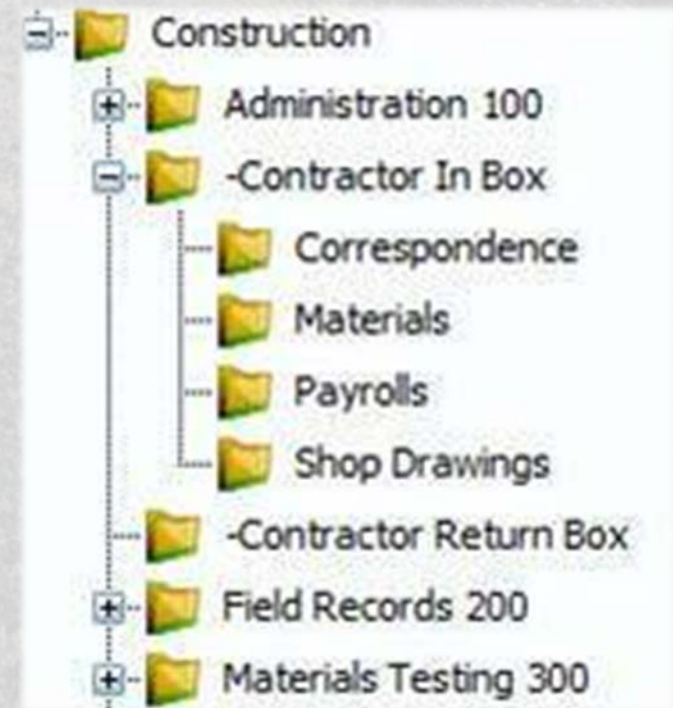 Construction
Administration 100
-Contractor In Box
Correspondence
Materials
Payrolls
Shop Drawings
-Contractor Return Box
Field Records 200
Materials Testing 300